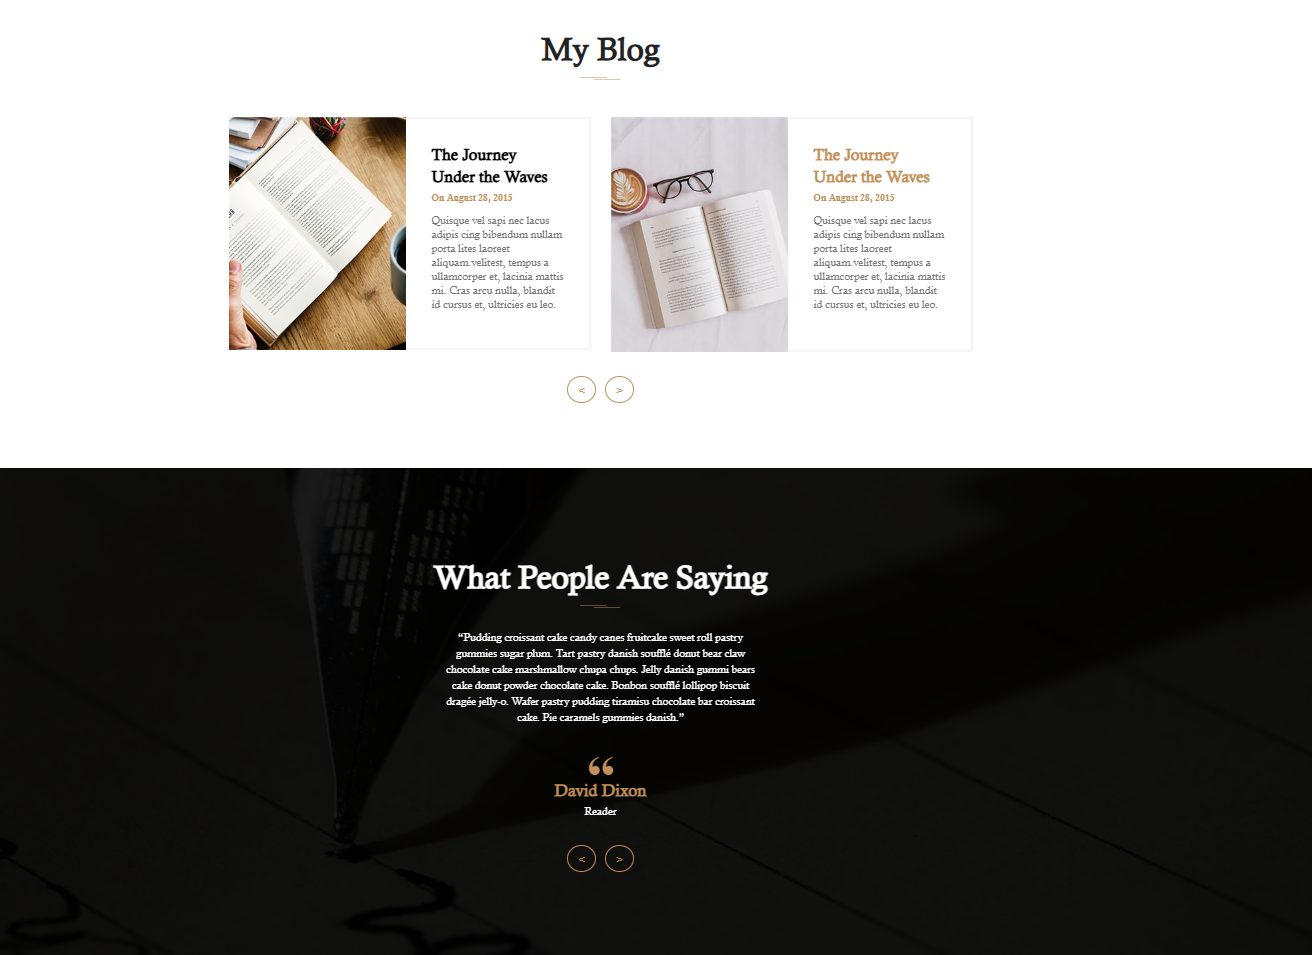 My Blog
The Journey
Under the Waves
On August 28, 2015
Quisque vel sapi nec lacus
adipis cing bibendum nullam
porta lites laoreet
aliquam.velitest, tempus a
ullamcorper et, lacinia mattis
mi. Cras arcu nulla, blandit
id cursus et, ultricies eu leo.
The Journey
Under the Waves
On August 28, 2015
Quisque vel sapi nec lacus
adipis cing bibendum nullam
porta lites laoreet
aliquam.velitest, tempus a
ullamcorper et, lacinia mattis
mi. Cras arcu nulla, blandit
id cursus et, ultricies eu leo.
< >
What People Are Saying
“Pudding croissant cake candy canes fruitcake sweet roll pastry
gummies sugar plum. Tart pastry danish soufflé donut bear claw
chocolate cake marshmallow chupa chups. Jelly danish gummi bears
cake donut powder chocolate cake. Bonbon soufflé lollipop biscuit
dragée jelly-o. Wafer pastry pudding tiramisu chocolate bar croissant
cake. Pie caramels gummies danish.”
“
David Dixon
Reader
< >